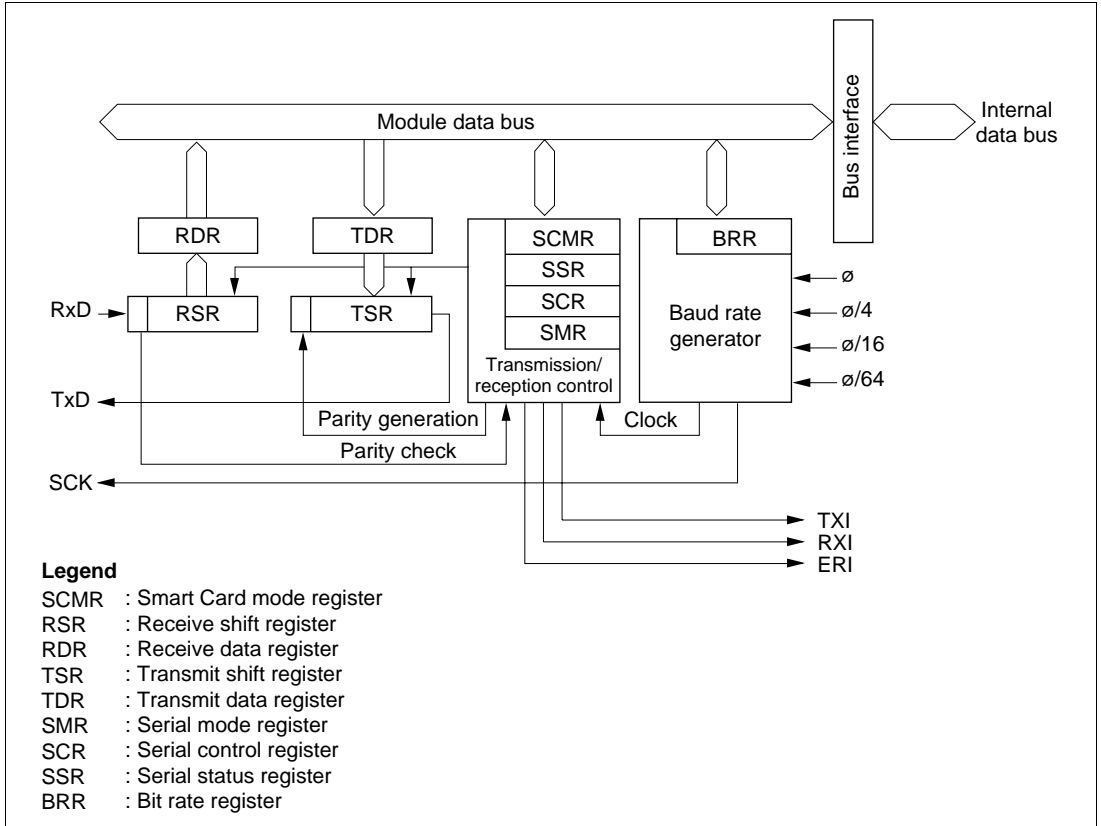 Module data bus
Bus interface
Internal
data bus
RDR
TDR
SCMR
BRR
SSR
SCR
SMR
RxD
RSR
TSR
Baud rate
generator
ø
ø/4
ø/16
ø/64
Transmission/
reception control
TxD
Parity generation
Clock
Parity check
SCK
TXI
RXI
ERI
Legend
SCMR : Smart Card mode register
RSR : Receive shift register
RDR : Receive data register
TSR : Transmit shift register
TDR : Transmit data register
SMR : Serial mode register
SCR : Serial control register
SSR : Serial status register
BRR : Bit rate register